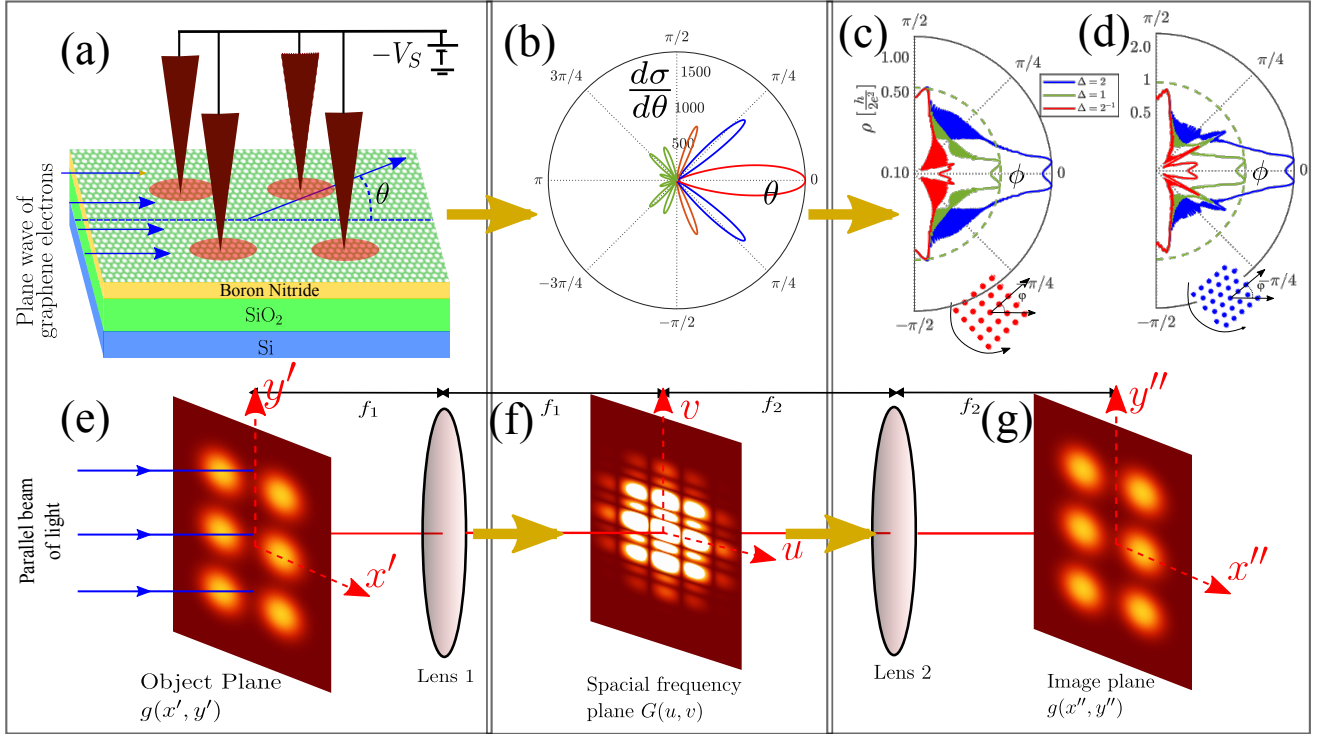 (a)
−V_S
θ
Plane wave of
graphene electrons
Boron Nitride
SiO₂
Si
(b)
π/2
3π/4
π/4
dσ
dθ
1500
1000
500
π
0
θ
−3π/4
π/4
−π/2
(c)
π/2
π/4
1.00
0.50
0.10
ρ [h/2e²]
Δ = 2
Δ = 1
Δ = 2⁻¹
ϕ
0
−π/4
φ
−π/2
(d)
π/2
π/4
2.0
1
0.5
ϕ
0
−π/4
φ
−π/2
(e)
y′
f₁
f₁
f₂
f₂
x′
Parallel beam
of light
Object Plane
g(x′, y′)
Lens 1
(f)
v
u
Spacial frequency
plane G(u, v)
Lens 2
(g)
y″
x″
Image plane
g(x″, y″)